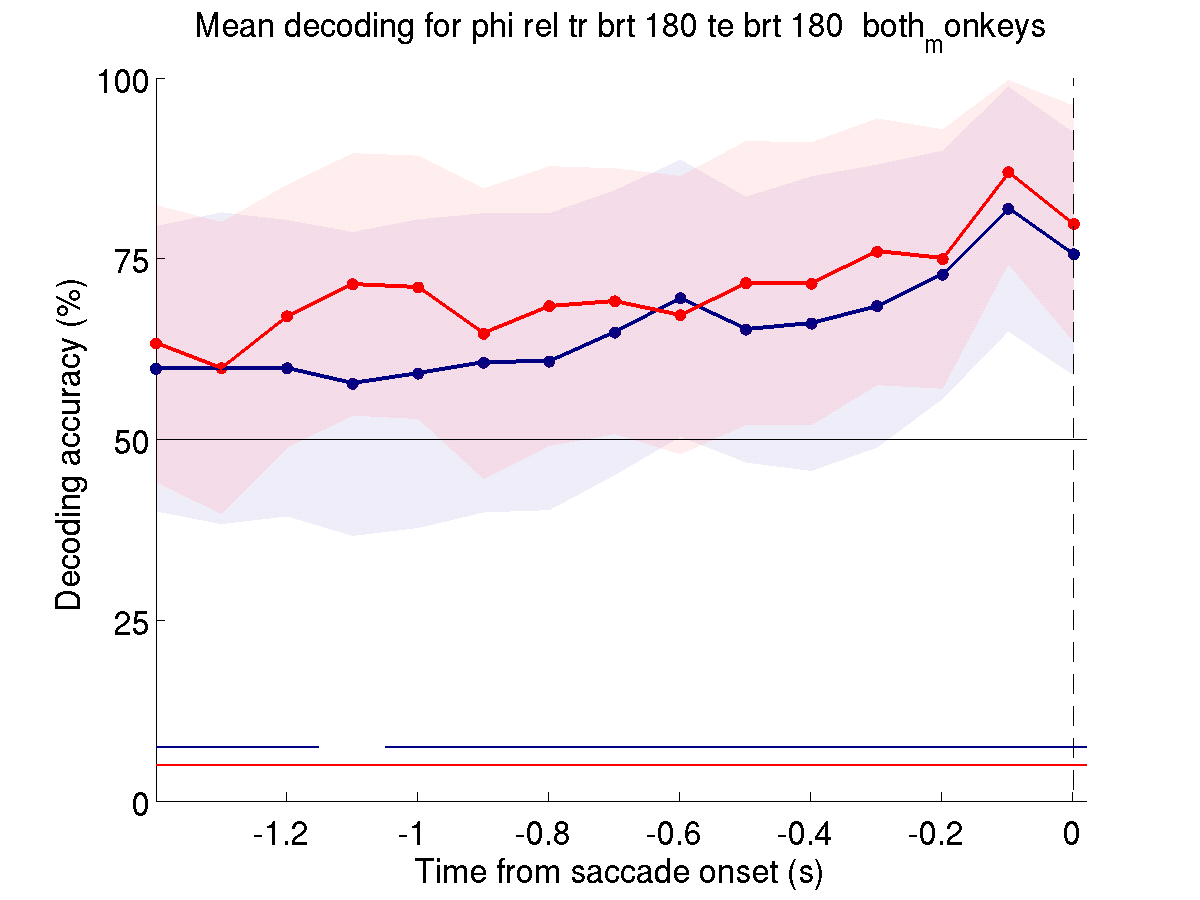 Mean decoding for phi rel tr brt 180 te brt 180 both_monkeys
100
75
50
25
0
Decoding accuracy (%)
-1.2 -1 -0.8 -0.6 -0.4 -0.2 0
Time from saccade onset (s)